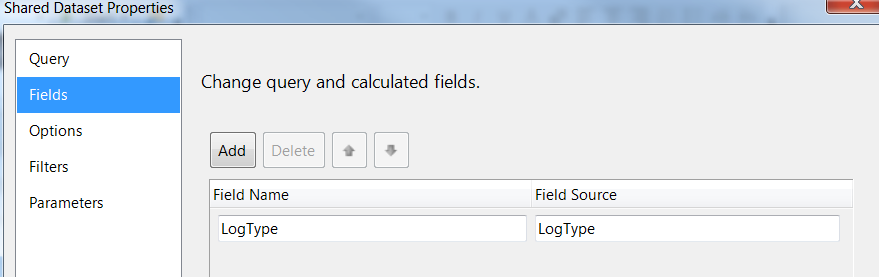 Shared Dataset Properties
Query
Fields
Options
Filters
Parameters
Change query and calculated fields.
Add Delete
Field Name Field Source
LogType LogType